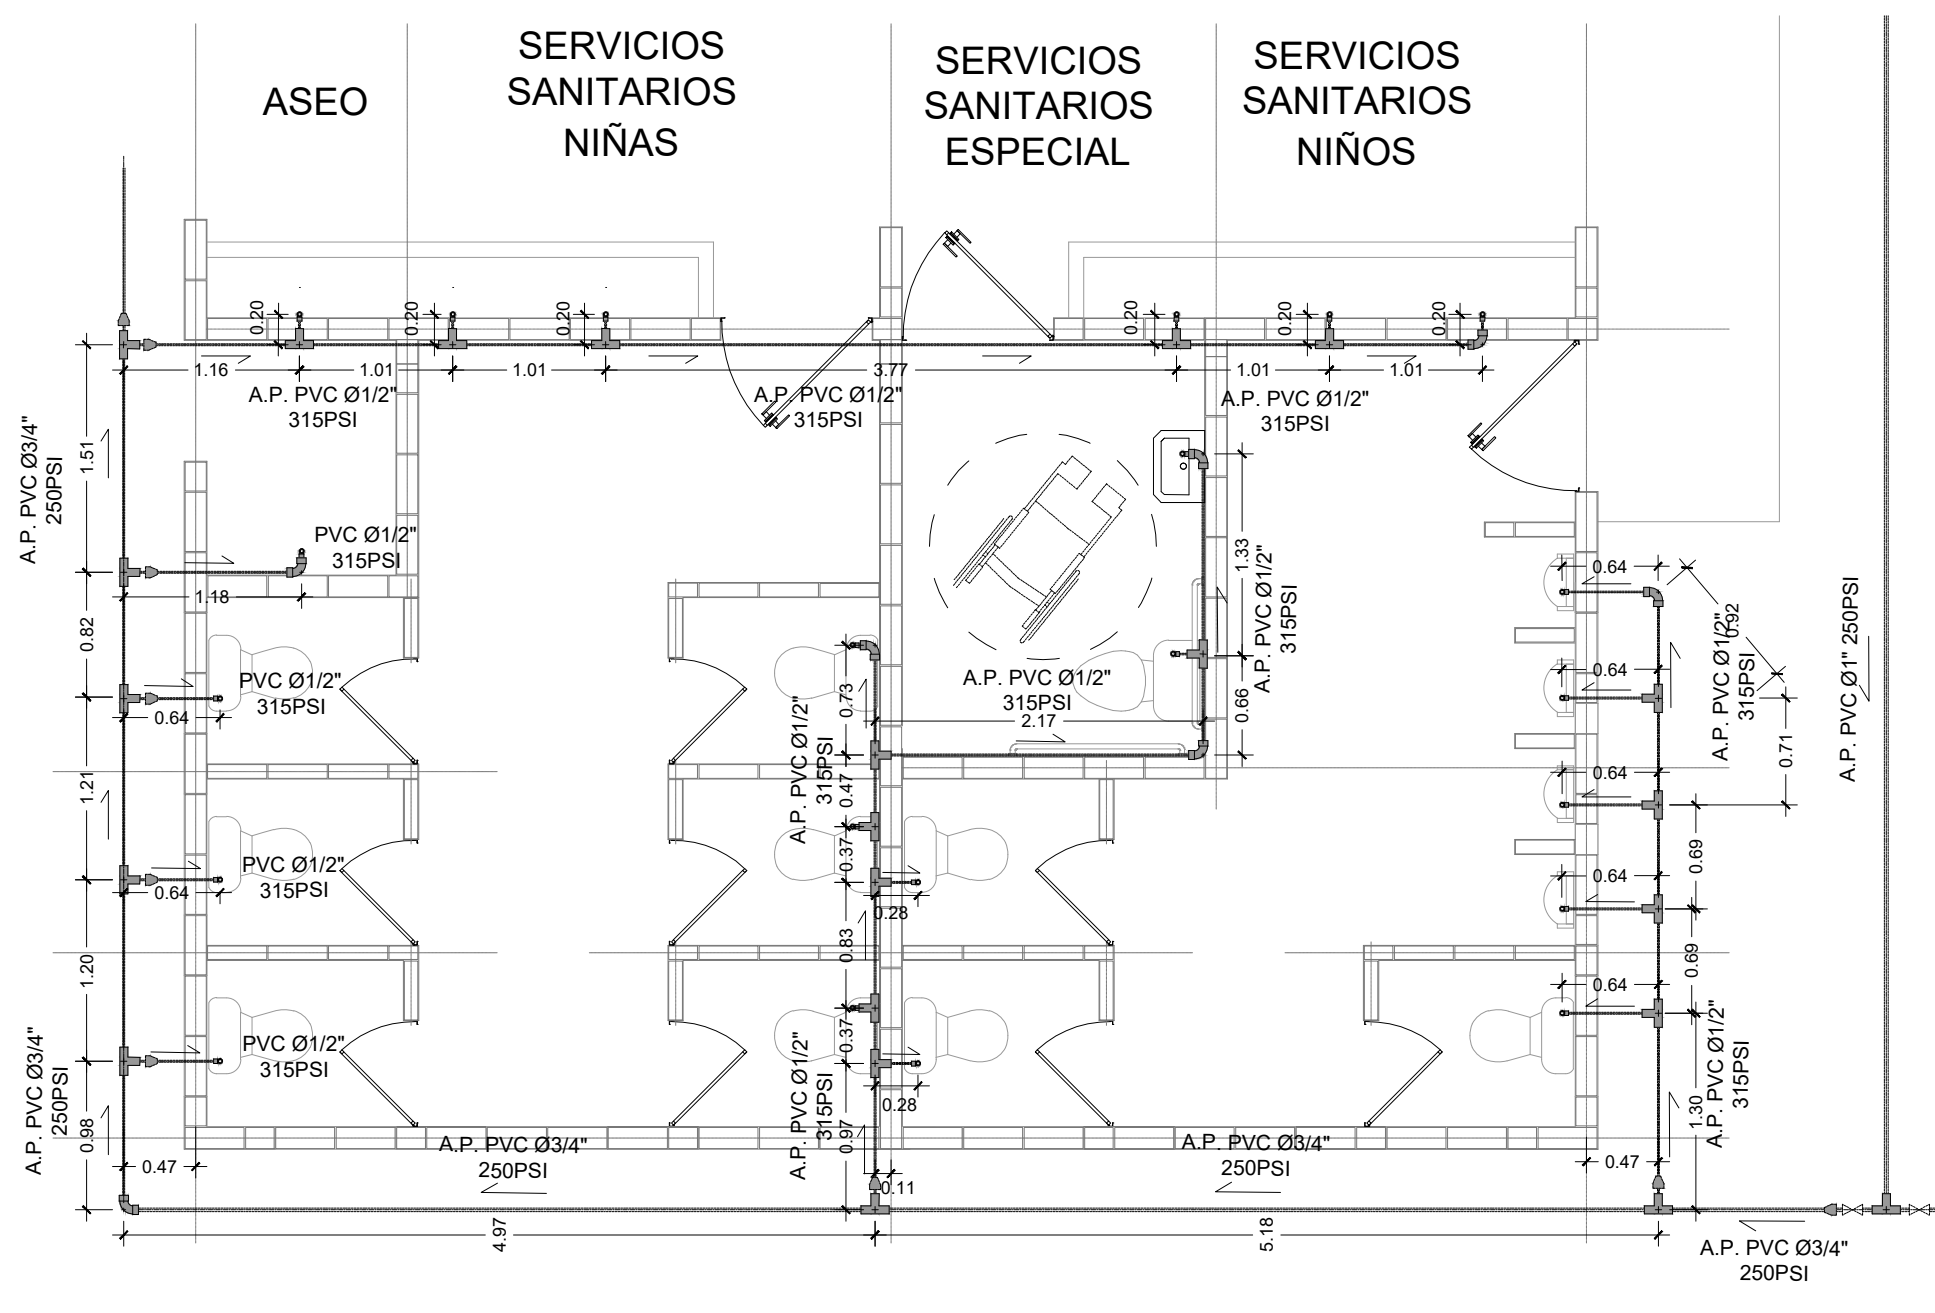 ASEO
SERVICIOS
SANITARIOS
NIÑAS
SERVICIOS
SANITARIOS
ESPECIAL
SERVICIOS
SANITARIOS
NIÑOS
0.20
0.20
0.20
0.20
0.20
0.20
1.16
1.01
1.01
3.77
1.01
1.01
A.P. PVC Ø1/2"
315PSI
A.P. PVC Ø1/2"
315PSI
A.P. PVC Ø1/2"
315PSI
A.P. PVC Ø3/4"
250PSI
1.51
PVC Ø1/2"
315PSI
1.18
0.82
PVC Ø1/2"
315PSI
0.64
1.21
PVC Ø1/2"
315PSI
0.64
1.20
PVC Ø1/2"
315PSI
A.P. PVC Ø3/4"
250PSI
0.98
0.47
A.P. PVC Ø3/4"
250PSI
4.97
A.P. PVC Ø1/2"
315PSI
0.73
0.47
0.37
0.28
0.83
0.37
0.28
A.P. PVC Ø1/2"
315PSI
0.97
0.11
A.P. PVC Ø1/2"
315PSI
2.17
1.33
A.P. PVC Ø1/2"
315PSI
0.66
0.64
0.64
0.64
0.64
0.64
0.92
A.P. PVC Ø1/2"
315PSI
0.71
0.69
0.69
A.P. PVC Ø1/2"
315PSI
1.30
0.47
A.P. PVC Ø3/4"
250PSI
5.18
A.P. PVC Ø1" 250PSI
A.P. PVC Ø3/4"
250PSI